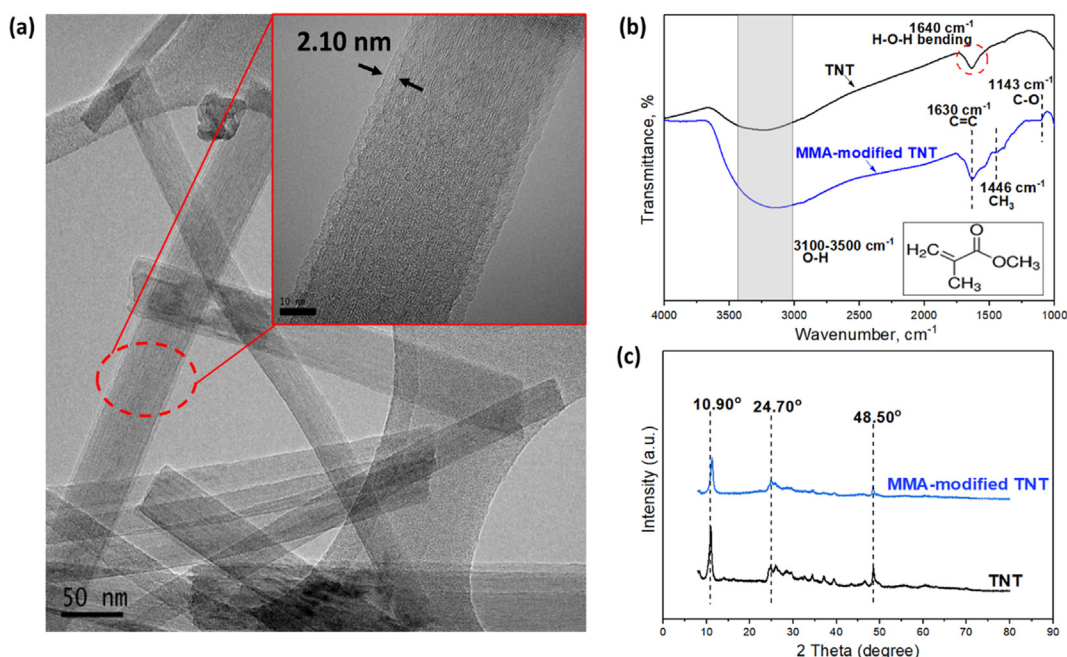 (a)
2.10 nm
10 nm
50 nm
(b)
1640 cm⁻¹
H-O-H bending
TNT
1630 cm⁻¹
C=C
1143 cm⁻¹
C-O
MMA-modified TNT
1446 cm⁻¹
CH₃
3100-3500 cm⁻¹
O-H
H₂C
O
OCH₃
CH₃
Transmittance, %
4000 3500 3000 2500 2000 1500 1000
Wavenumber, cm⁻¹
(c)
10.90°
24.70°
48.50°
MMA-modified TNT
TNT
Intensity (a.u.)
0 10 20 30 40 50 60 70 80 90
2 Theta (degree)